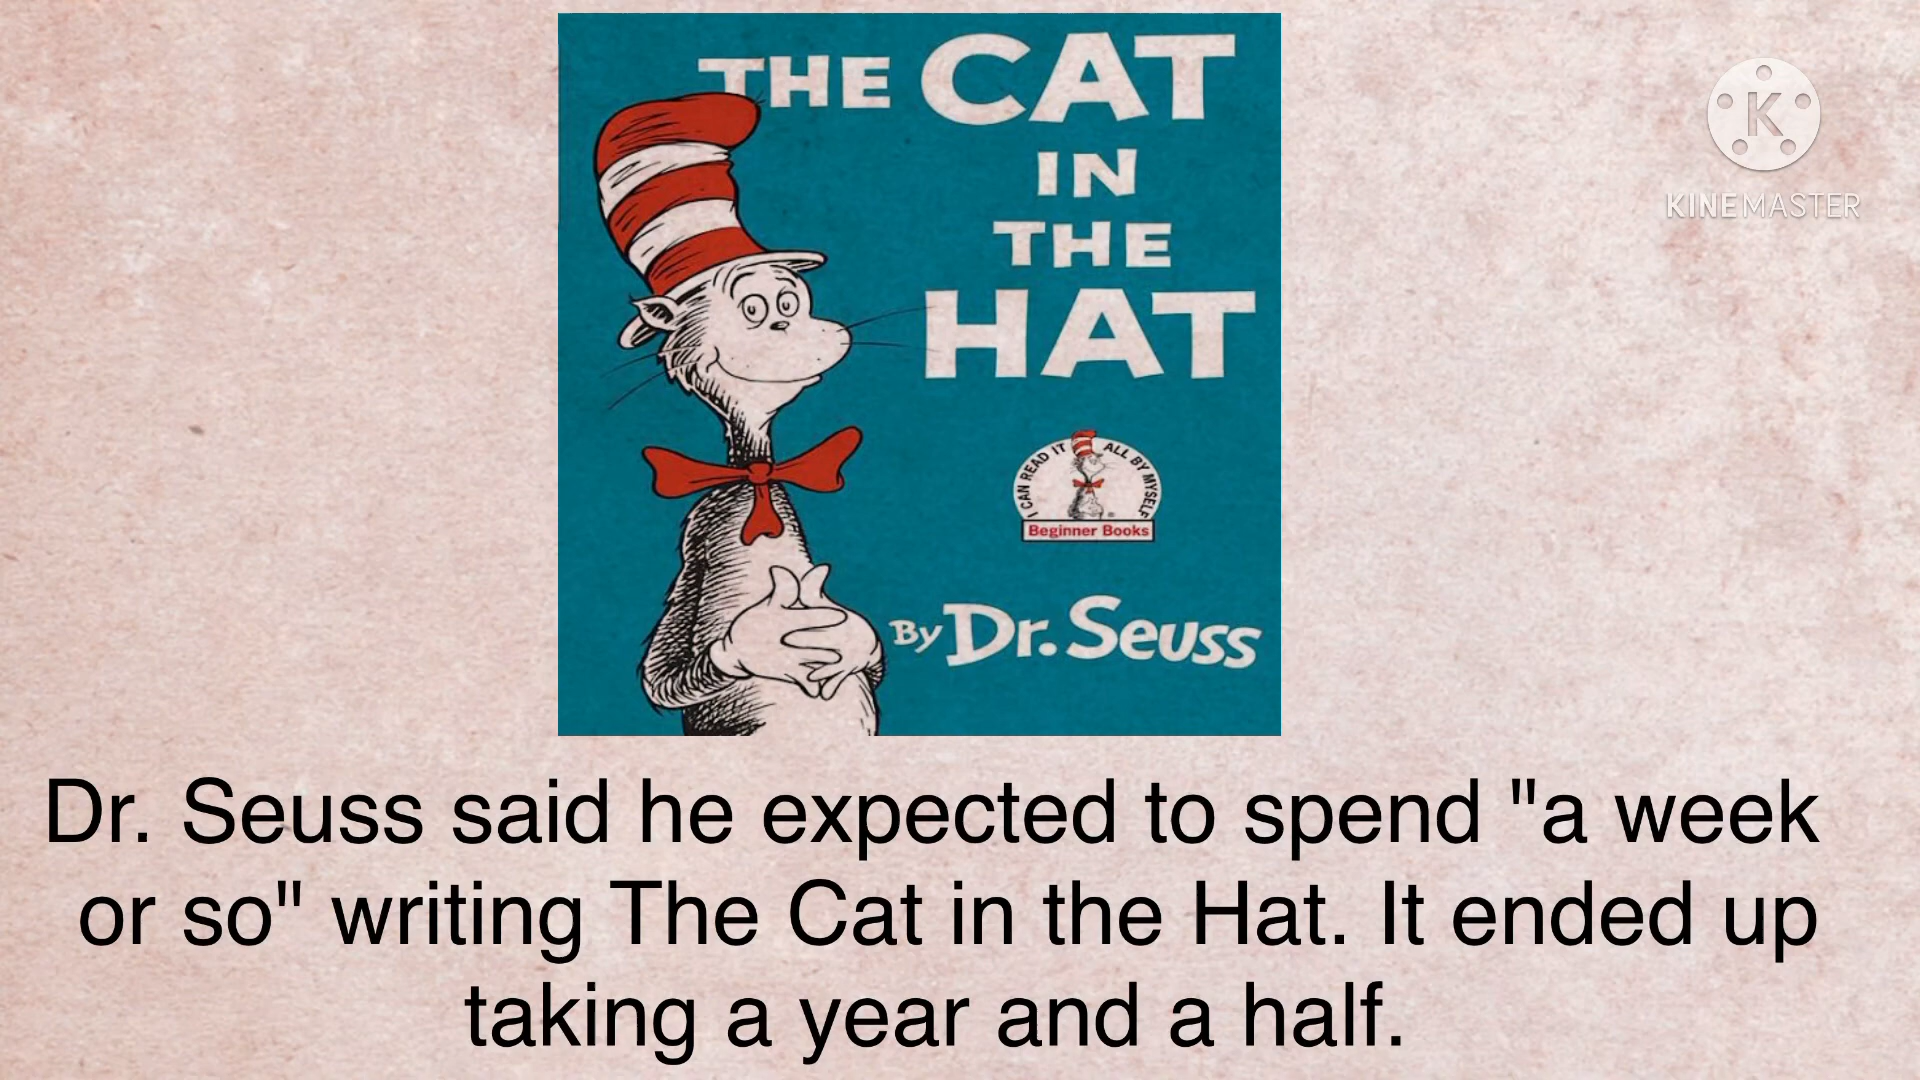 THE CAT
IN
THE
HAT
I CAN READ IT ALL BY MYSELF
Beginner Books
By Dr. Seuss
K
KINEMASTER
Dr. Seuss said he expected to spend "a week
or so" writing The Cat in the Hat. It ended up
taking a year and a half.